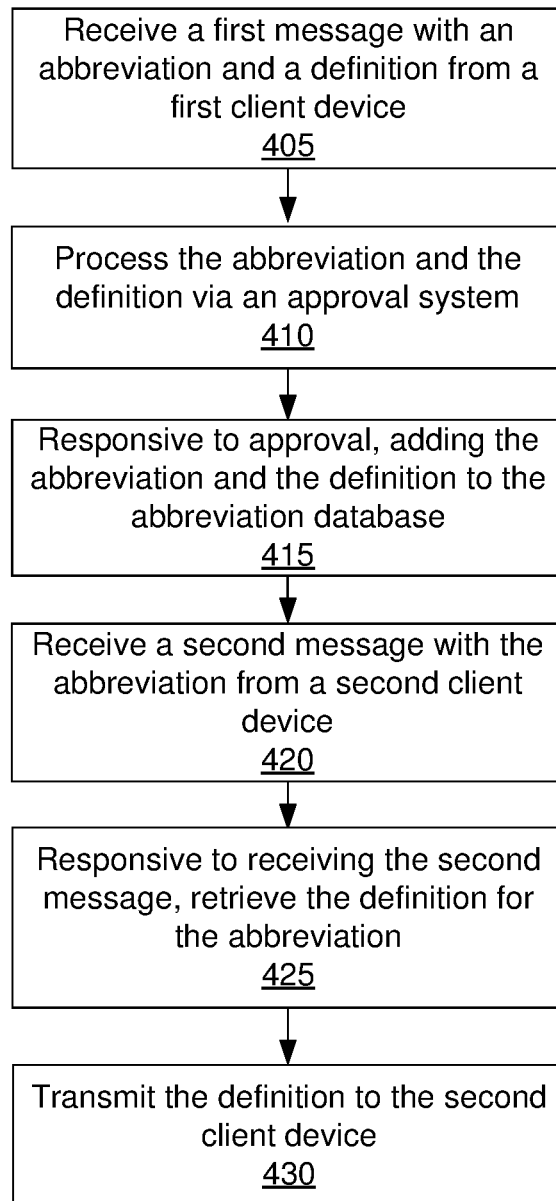 Receive a first message with an
abbreviation and a definition from a
first client device
405
Process the abbreviation and the
definition via an approval system
410
Responsive to approval, adding the
abbreviation and the definition to the
abbreviation database
415
Receive a second message with the
abbreviation from a second client
device
420
Responsive to receiving the second
message, retrieve the definition for
the abbreviation
425
Transmit the definition to the second
client device
430